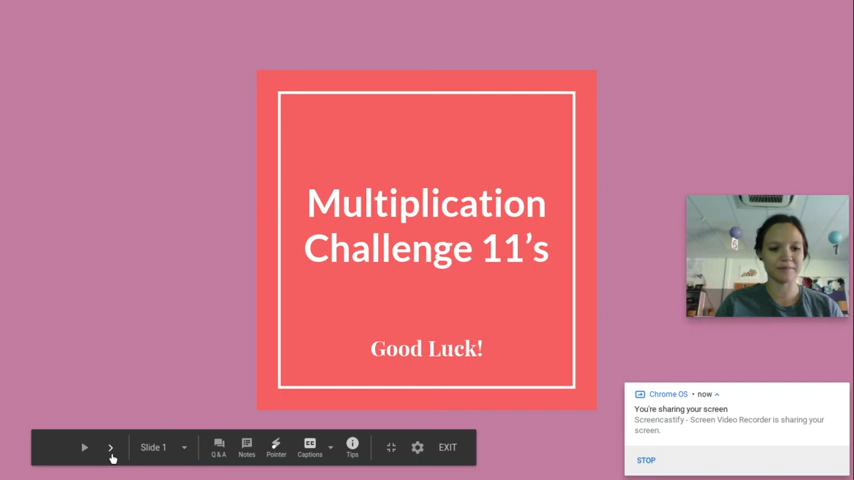 Multiplication
Challenge 11’s
Good Luck!
Chrome OS • now
You're sharing your screen
Screencastify - Screen Video Recorder is sharing your
screen.
STOP
Slide 1
Q & A
Notes
Pointer
CC
Captions
Tips
EXIT